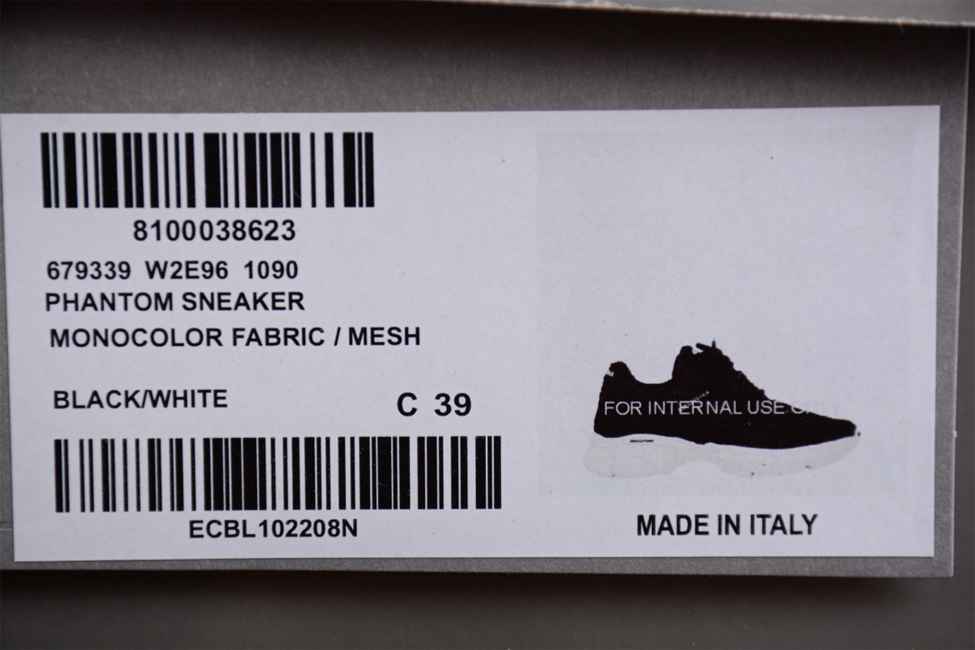 8100038623
679339 W2E96 1090
PHANTOM SNEAKER
MONOCOLOR FABRIC / MESH
BLACK/WHITE
C 39
ECBL102208N
FOR INTERNAL USE
MADE IN ITALY